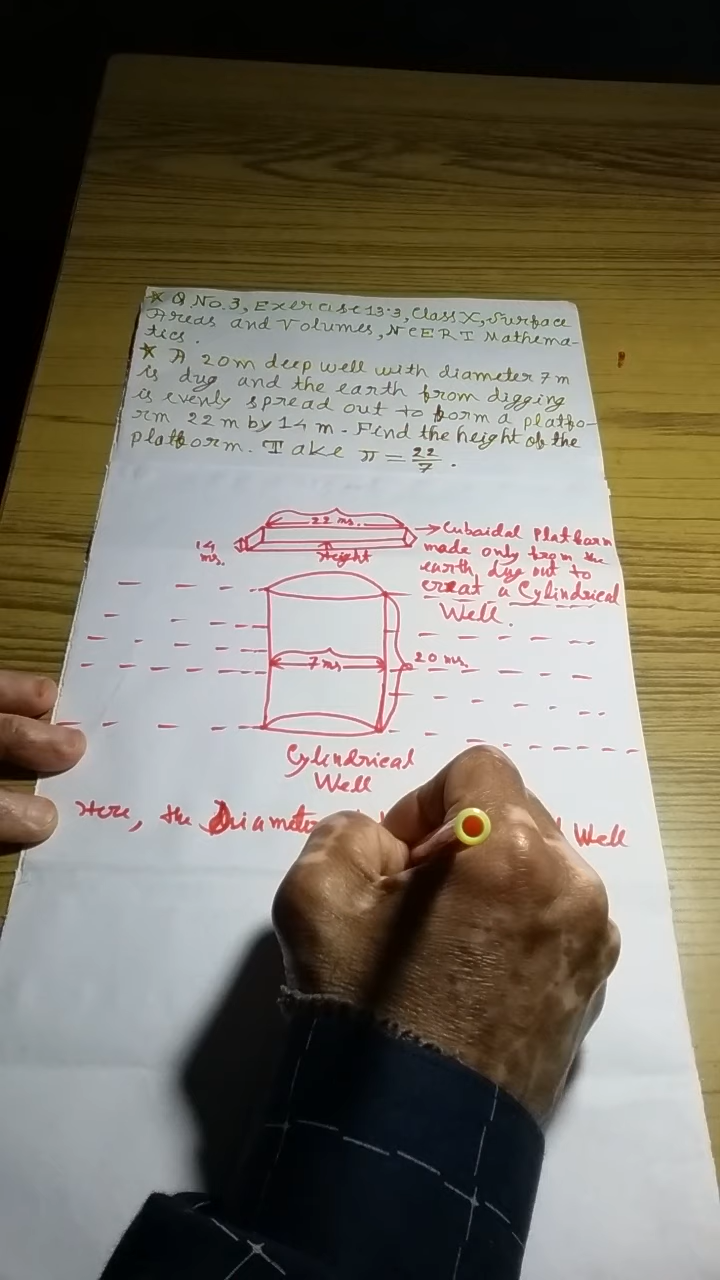 * Q No.3, Exercise 13.3, Class X, Surface
Areas and Volumes, NCERT Mathema-
tics.
* A 20m deep well with diameter 7m
is dug and the earth from digging
is evenly spread out to form a platfo-
rm 22 m by 14 m. Find the height of the
platform. Take π = 22/7.
22 ms.
14
ms.
Height
→ Cuboidal Platform
made only from the
earth, dug out to
creat a Cylindrical
Well.
7 ms.
20 ms.
Cylindrical
Well
Here, the Diameter Well